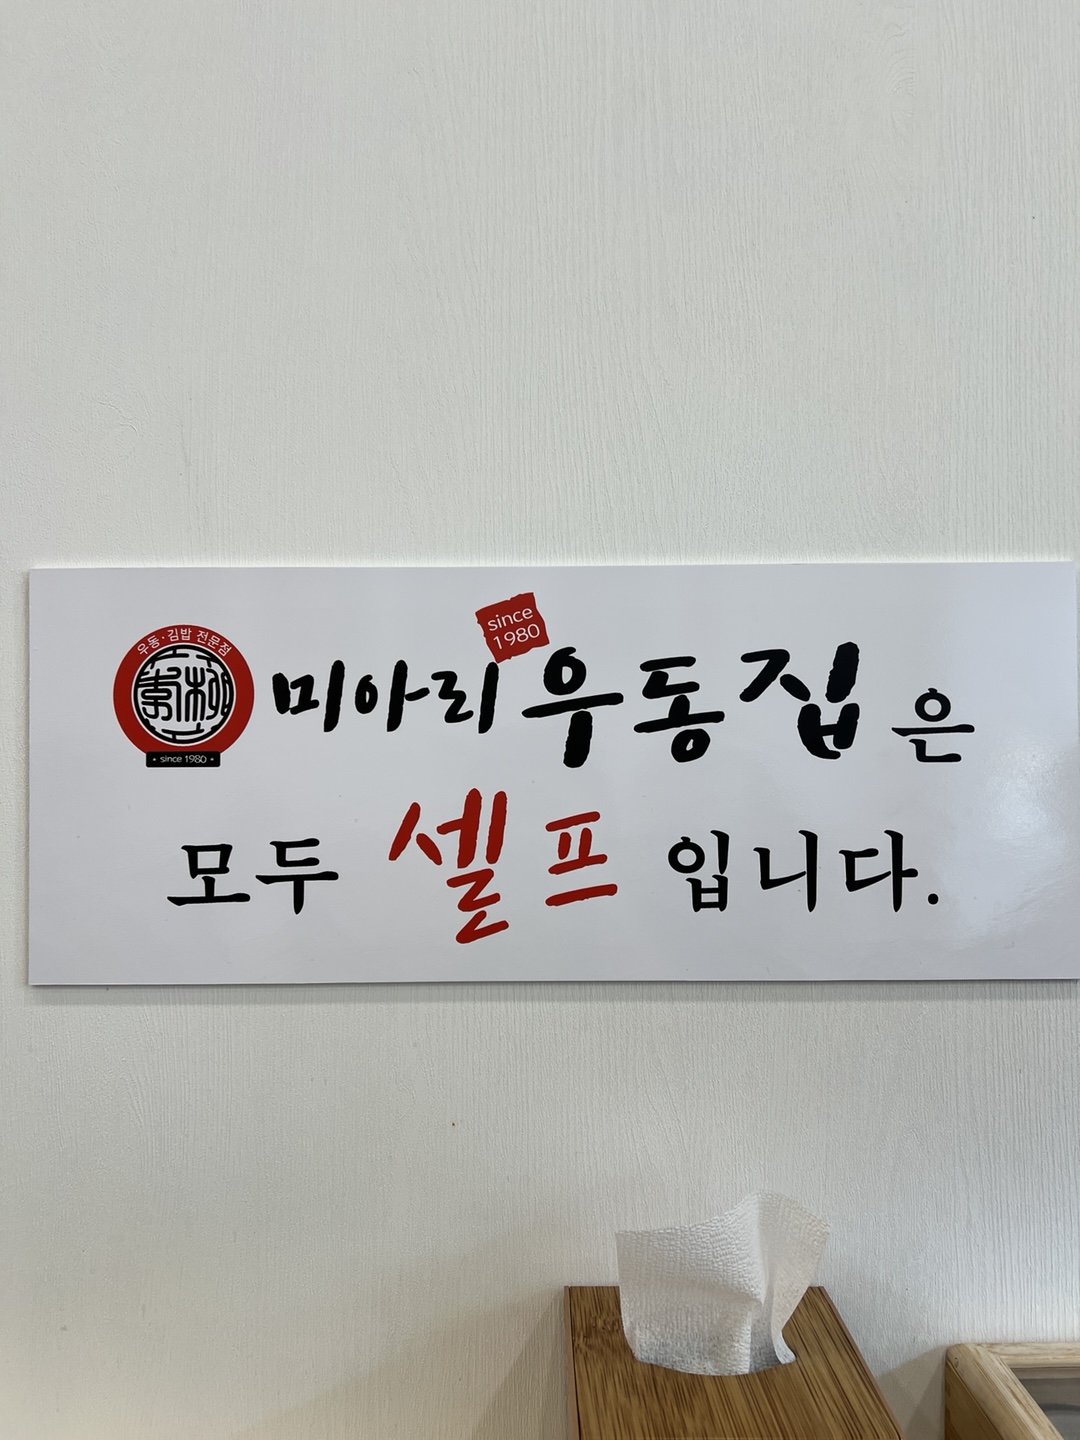 우동·김밥 전문점
since 1980
since
1980
미아리우동집은
모두 셀프 입니다.